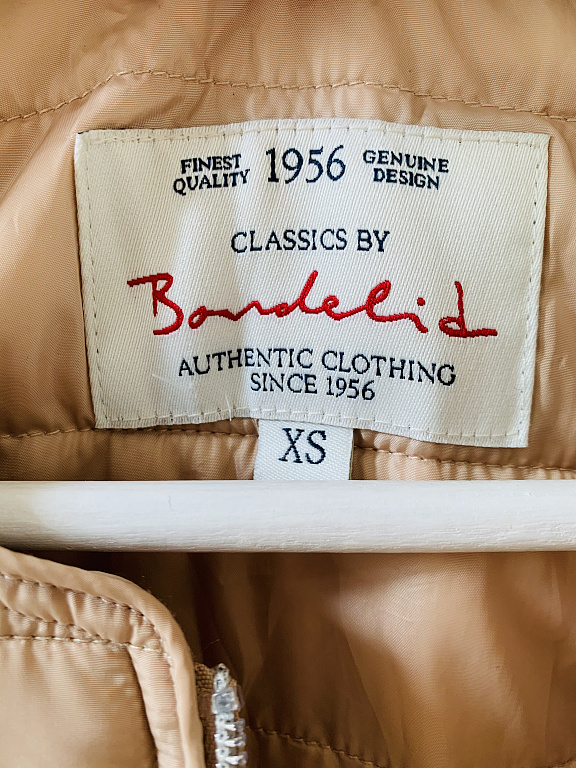 FINEST QUALITY 1956 GENUINE DESIGN
CLASSICS BY
Bondelid
AUTHENTIC CLOTHING
SINCE 1956
XS